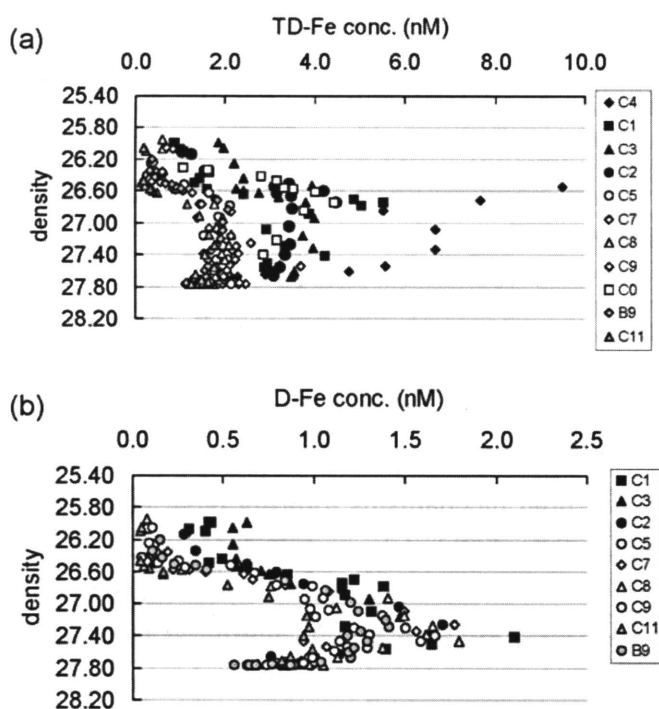 (a)
TD-Fe conc. (nM)
0.0 2.0 4.0 6.0 8.0 10.0
25.40
25.80
26.20
26.60
27.00
27.40
27.80
28.20
density
C4
C1
C3
C2
C5
C7
C8
C9
C0
B9
C11
(b)
D-Fe conc. (nM)
0.0 0.5 1.0 1.5 2.0 2.5
25.40
25.80
26.20
26.60
27.00
27.40
27.80
28.20
density
C1
C3
C2
C5
C7
C8
C9
C11
B9